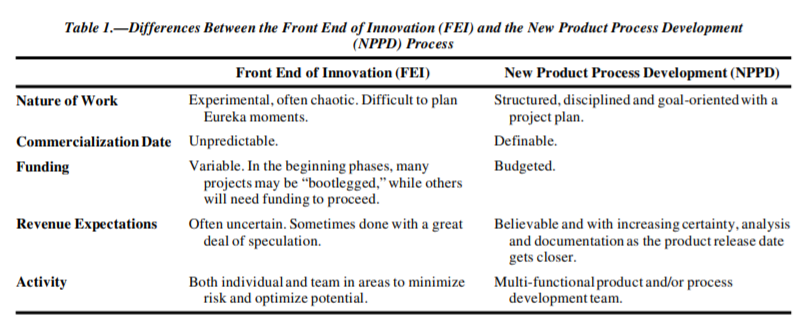 Table 1.—Differences Between the Front End of Innovation (FEI) and the New Product Process Development
(NPPD) Process
Front End of Innovation (FEI) New Product Process Development (NPPD)
Nature of Work Experimental, often chaotic. Difficult to plan Structured, disciplined and goal-oriented with a
Eureka moments. project plan.
Commercialization Date Unpredictable. Definable.
Funding Variable. In the beginning phases, many Budgeted.
projects may be “bootlegged,” while others
will need funding to proceed.
Revenue Expectations Often uncertain. Sometimes done with a great Believable and with increasing certainty, analysis
deal of speculation. and documentation as the product release date
gets closer.
Activity Both individual and team in areas to minimize Multi-functional product and/or process
risk and optimize potential. development team.